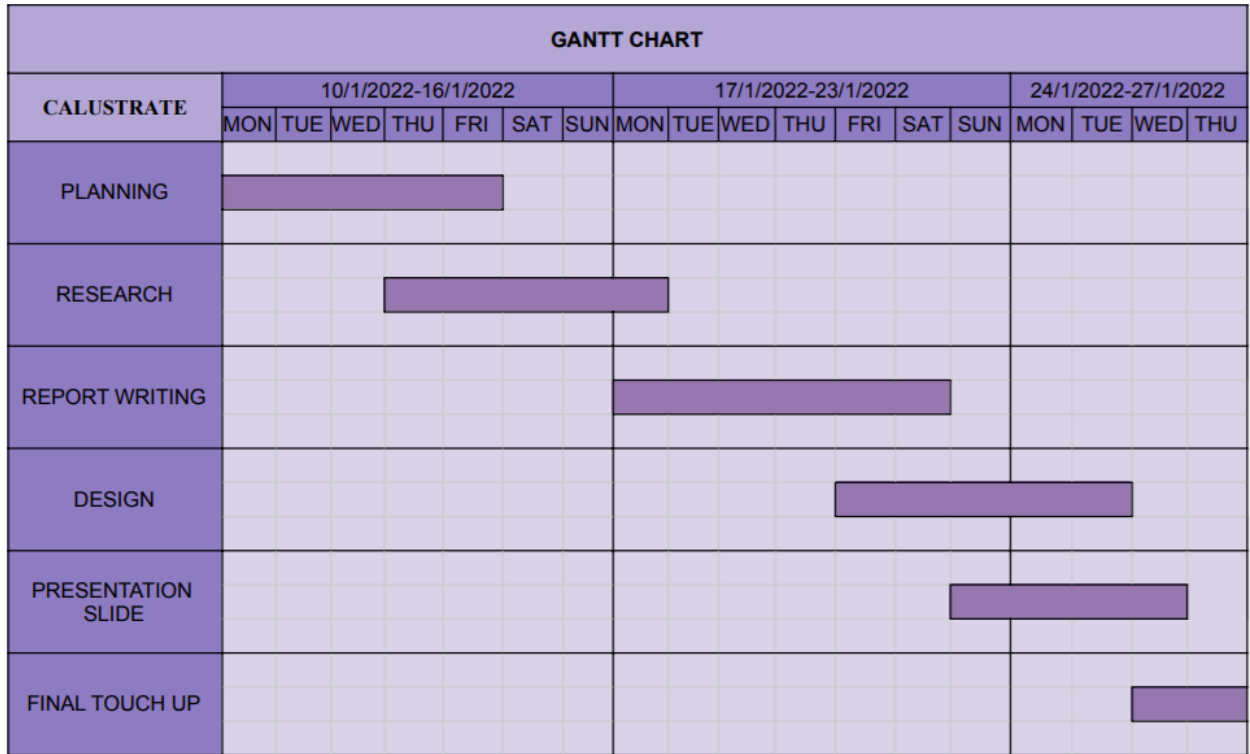 GANTT CHART
CALUSTRATE
10/1/2022-16/1/2022
17/1/2022-23/1/2022
24/1/2022-27/1/2022
MON TUE WED THU FRI SAT SUN MON TUE WED THU FRI SAT SUN MON TUE WED THU
PLANNING
RESEARCH
REPORT WRITING
DESIGN
PRESENTATION
SLIDE
FINAL TOUCH UP